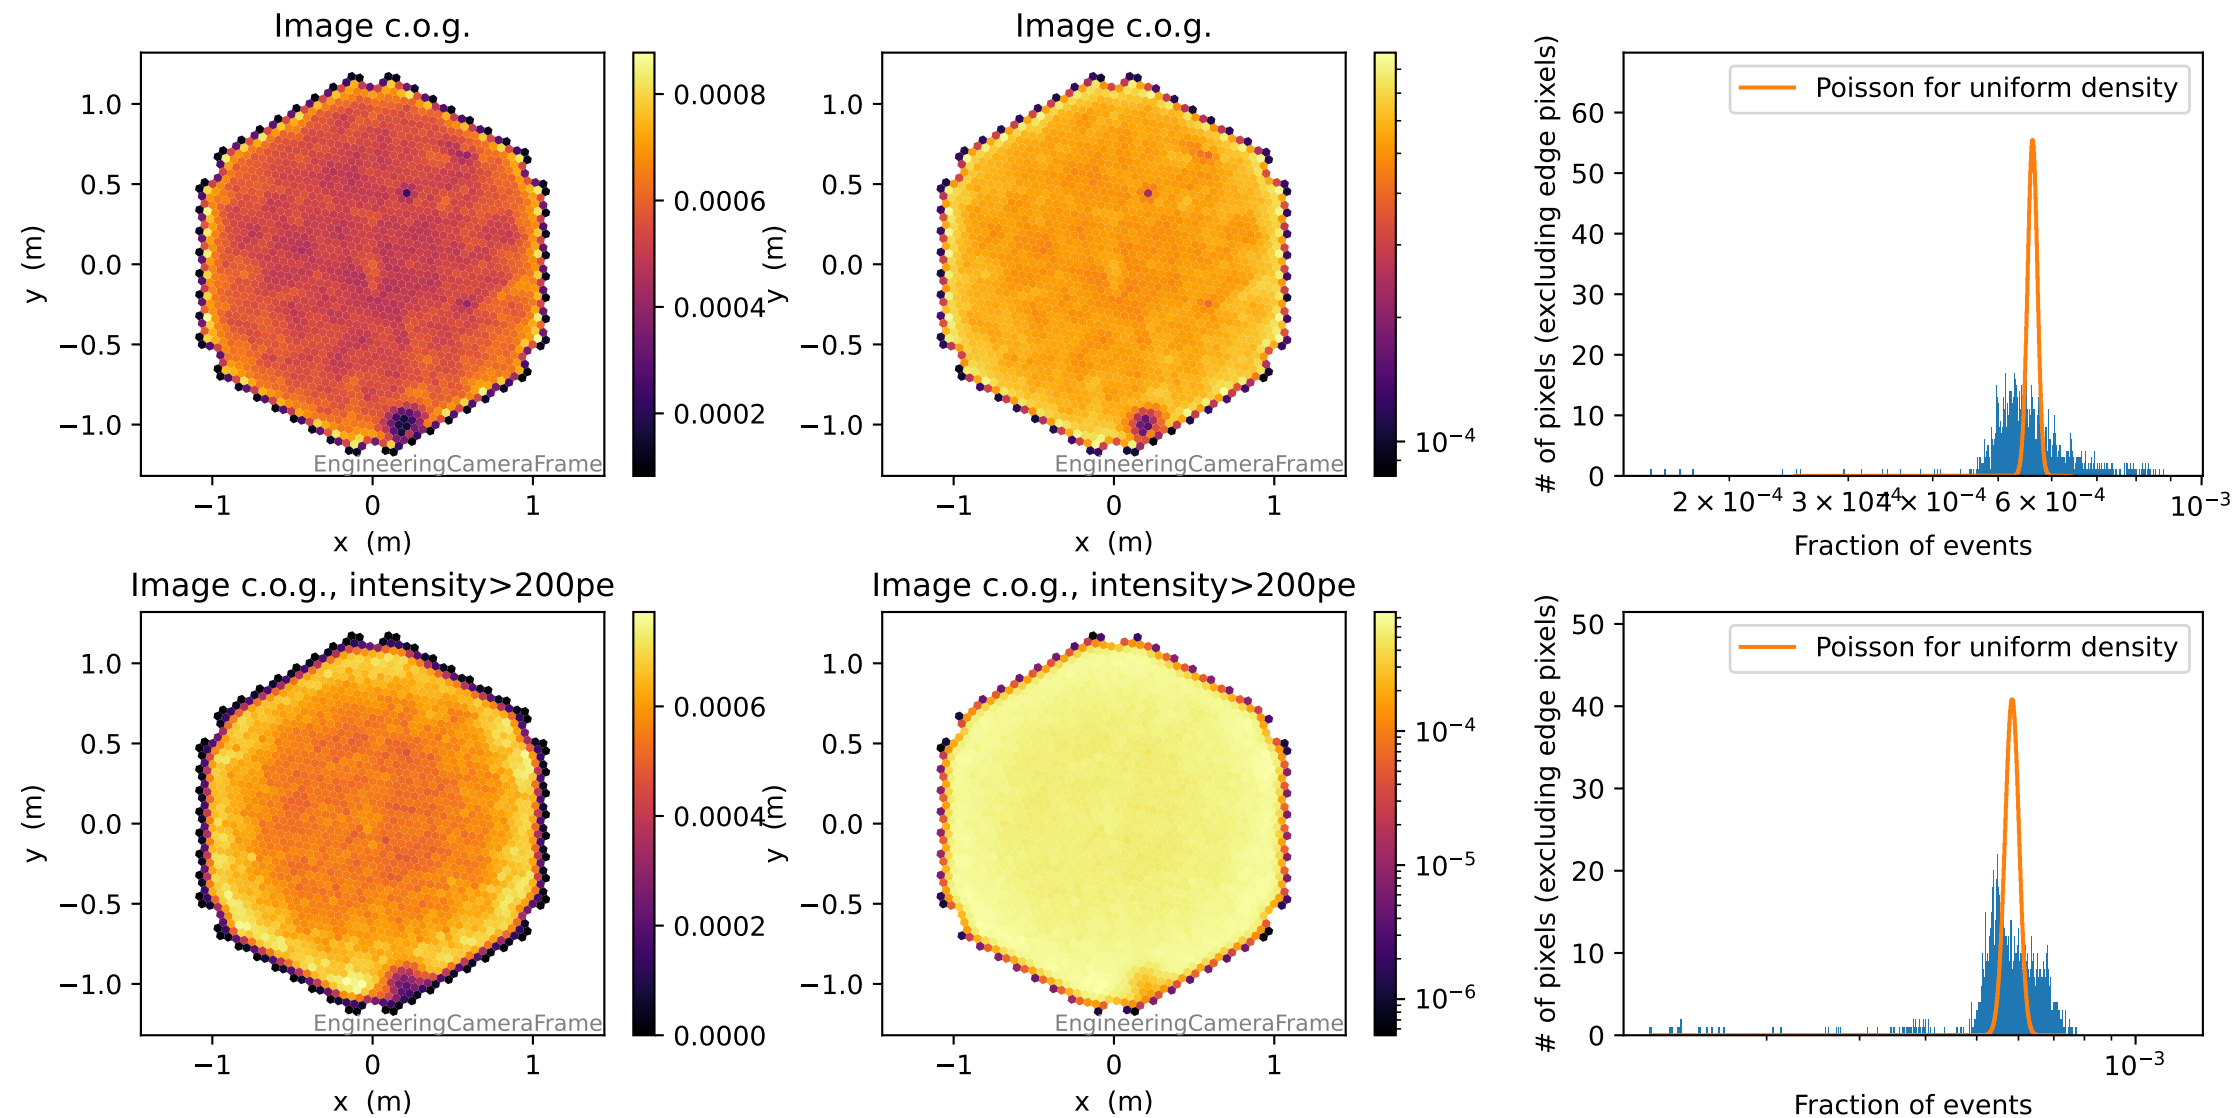 Image c.o.g.
1.0
0.5
0.0
−0.5
−1.0
y (m)
−1
0
1
x (m)
EngineeringCameraFrame
0.0008
0.0006
0.0004
0.0002
Image c.o.g.
1.0
0.5
0.0
−0.5
−1.0
y (m)
−1
0
1
x (m)
EngineeringCameraFrame
10⁻⁴
# of pixels (excluding edge pixels)
60
50
40
30
20
10
0
Poisson for uniform density
2 × 10⁻⁴
3 × 10⁻⁴
4 × 10⁻⁴
6 × 10⁻⁴
10⁻³
Fraction of events
Image c.o.g., intensity>200pe
1.0
0.5
0.0
−0.5
−1.0
y (m)
−1
0
1
x (m)
EngineeringCameraFrame
0.0006
0.0004
0.0002
0.0000
Image c.o.g., intensity>200pe
1.0
0.5
0.0
−0.5
−1.0
y (m)
−1
0
1
x (m)
EngineeringCameraFrame
10⁻⁴
10⁻⁵
10⁻⁶
# of pixels (excluding edge pixels)
50
40
30
20
10
0
Poisson for uniform density
10⁻³
Fraction of events